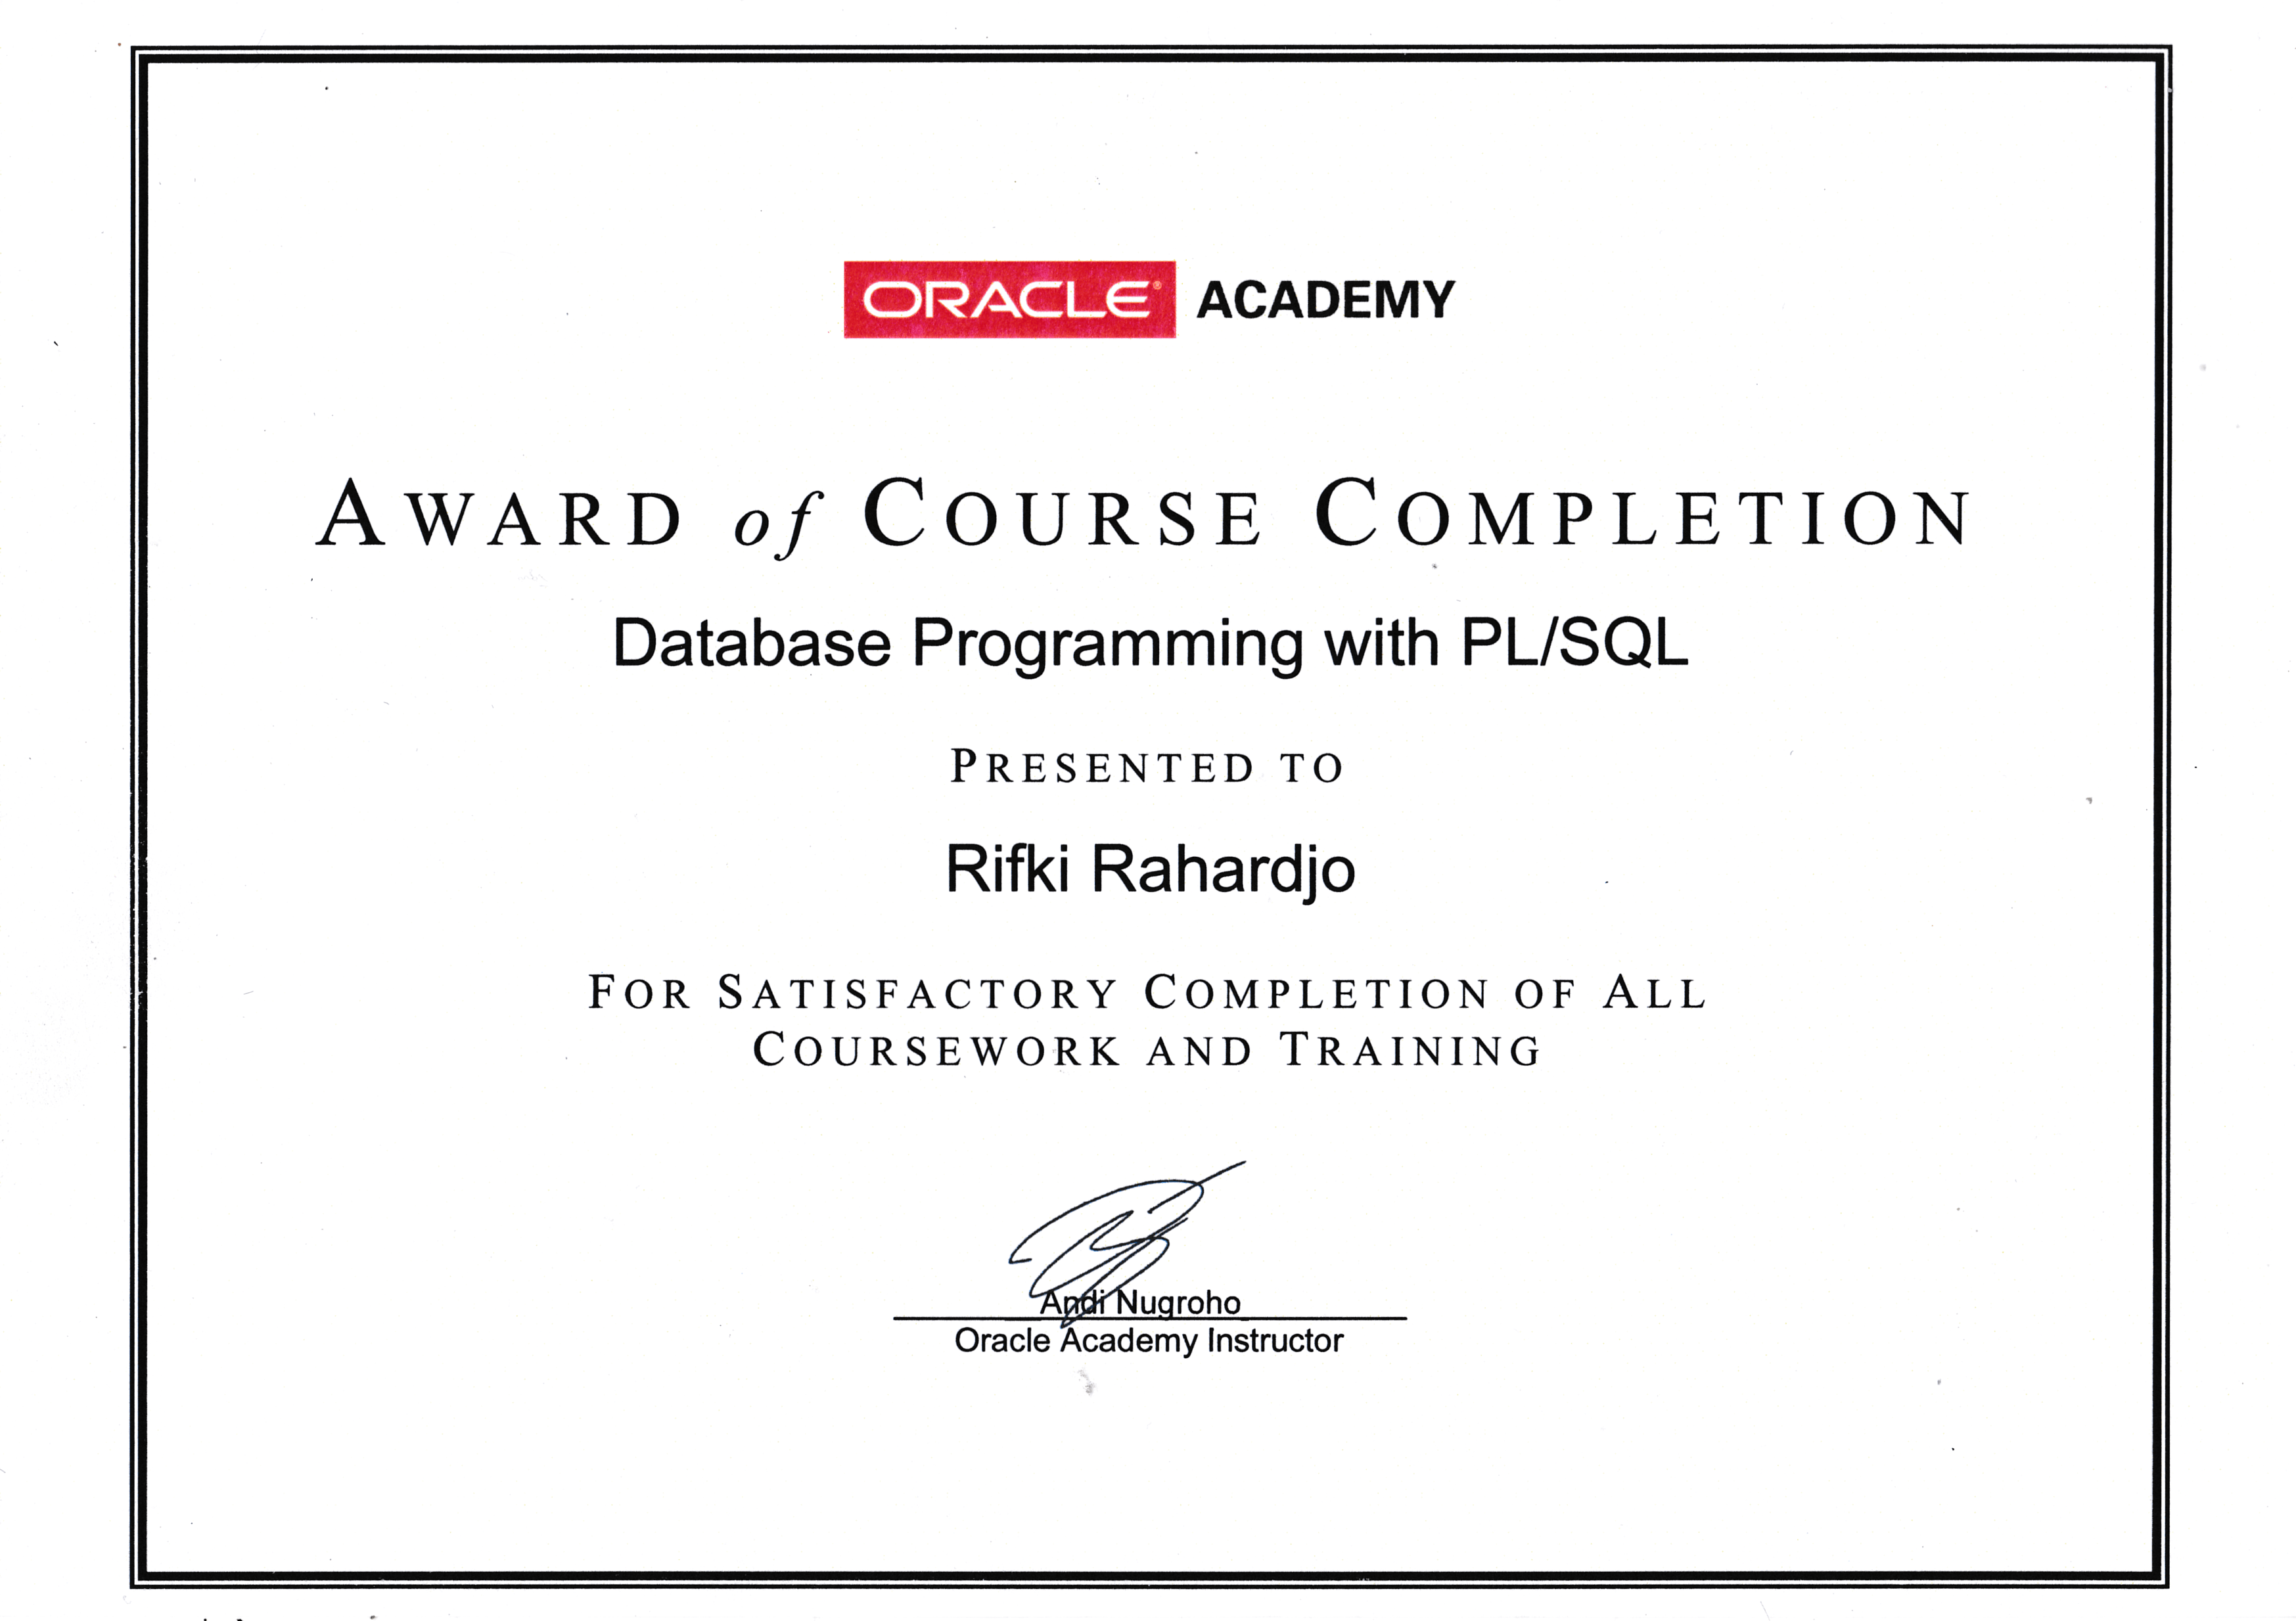 ORACLE® ACADEMY
AWARD of COURSE COMPLETION
Database Programming with PL/SQL
PRESENTED TO
Rifki Rahardjo
FOR SATISFACTORY COMPLETION OF ALL
COURSEWORK AND TRAINING
Andi Nugroho
Oracle Academy Instructor